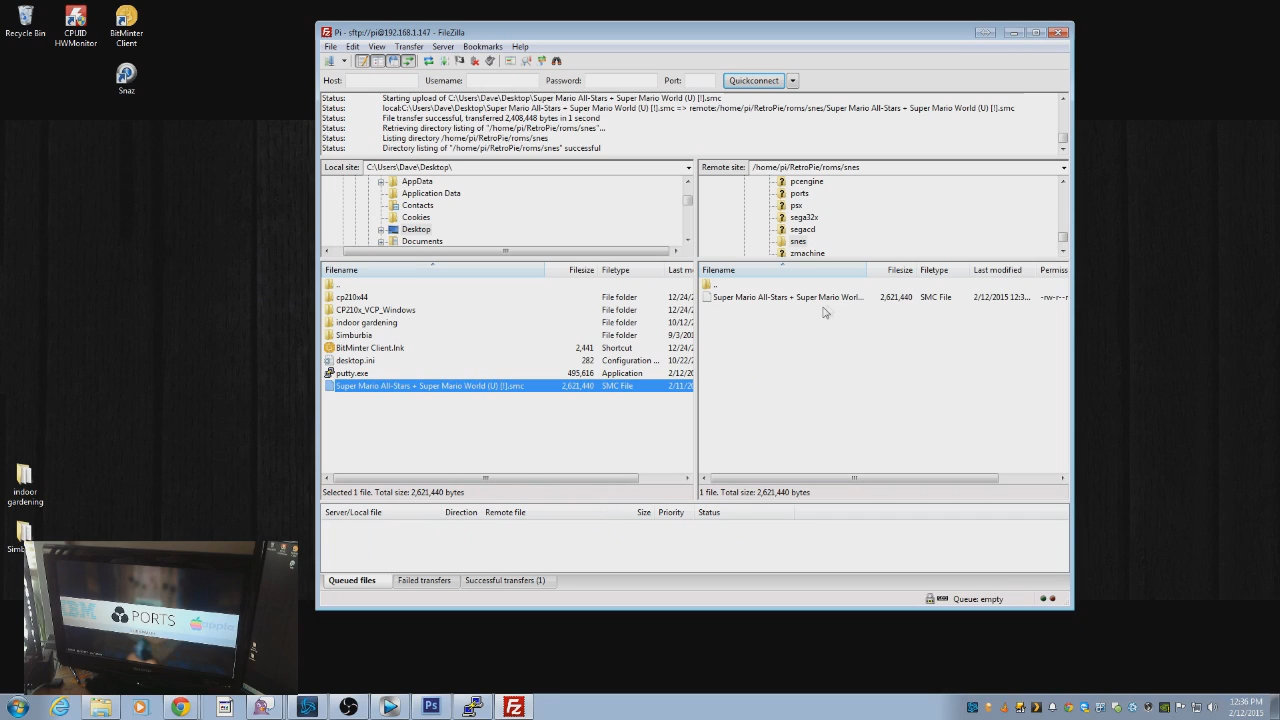 Recycle Bin
CPUID HWMonitor
BitMinter Client
Snaz
indoor gardening
Pi - sftp://pi@192.168.1.147 - FileZilla
File Edit View Transfer Server Bookmarks Help
Host: Username: Password: Port: Quickconnect
Status: Starting upload of C:\Users\Dave\Desktop\Super Mario All-Stars + Super Mario World (U) [!].smc
Status: local:C:\Users\Dave\Desktop\Super Mario All-Stars + Super Mario World (U) [!].smc => remote:/home/pi/RetroPie/roms/snes/Super Mario All-Stars + Super Mario World (U) [!].smc
Status: File transfer successful, transferred 2,408,448 bytes in 1 second
Status: Retrieving directory listing of "/home/pi/RetroPie/roms/snes"...
Status: Listing directory /home/pi/RetroPie/roms/snes
Status: Directory listing of "/home/pi/RetroPie/roms/snes" successful
Local site: C:\Users\Dave\Desktop\
AppData
Application Data
Contacts
Cookies
Desktop
Documents
Remote site: /home/pi/RetroPie/roms/snes
pcengine
ports
psx
sega32x
segacd
snes
zmachine
Filename Filesize Filetype Last m
..
cp210x44 File folder 12/24/2
CP210x_VCP_Windows File folder 12/24/2
indoor gardening File folder 10/12/2
Simburbia File folder 9/3/20
BitMinter Client.lnk 2,441 Shortcut 12/24/2
desktop.ini 282 Configuration ... 10/22/2
putty.exe 495,616 Application 2/12/20
Super Mario All-Stars + Super Mario World (U) [!].smc 2,621,440 SMC File 2/11/20
Selected 1 file. Total size: 2,621,440 bytes
Filename Filesize Filetype Last modified Permiss
..
Super Mario All-Stars + Super Mario Worl... 2,621,440 SMC File 2/12/2015 12:3... -rw-r--r
1 file. Total size: 2,621,440 bytes
Server/Local file Direction Remote file Size Priority Status
Queued files Failed transfers Successful transfers (1)
Queue: empty
IBM PORTS apple
12:36 PM
2/12/2015